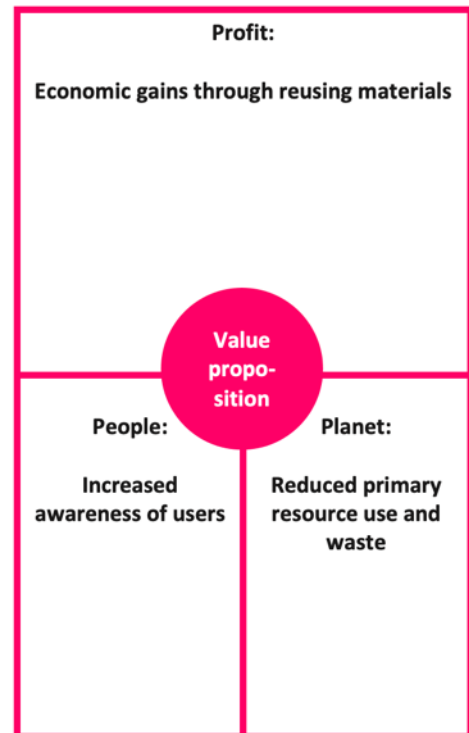 Profit:
Economic gains through reusing materials
Value
propo-
sition
People:
Increased
awareness of users
Planet:
Reduced primary
resource use and
waste